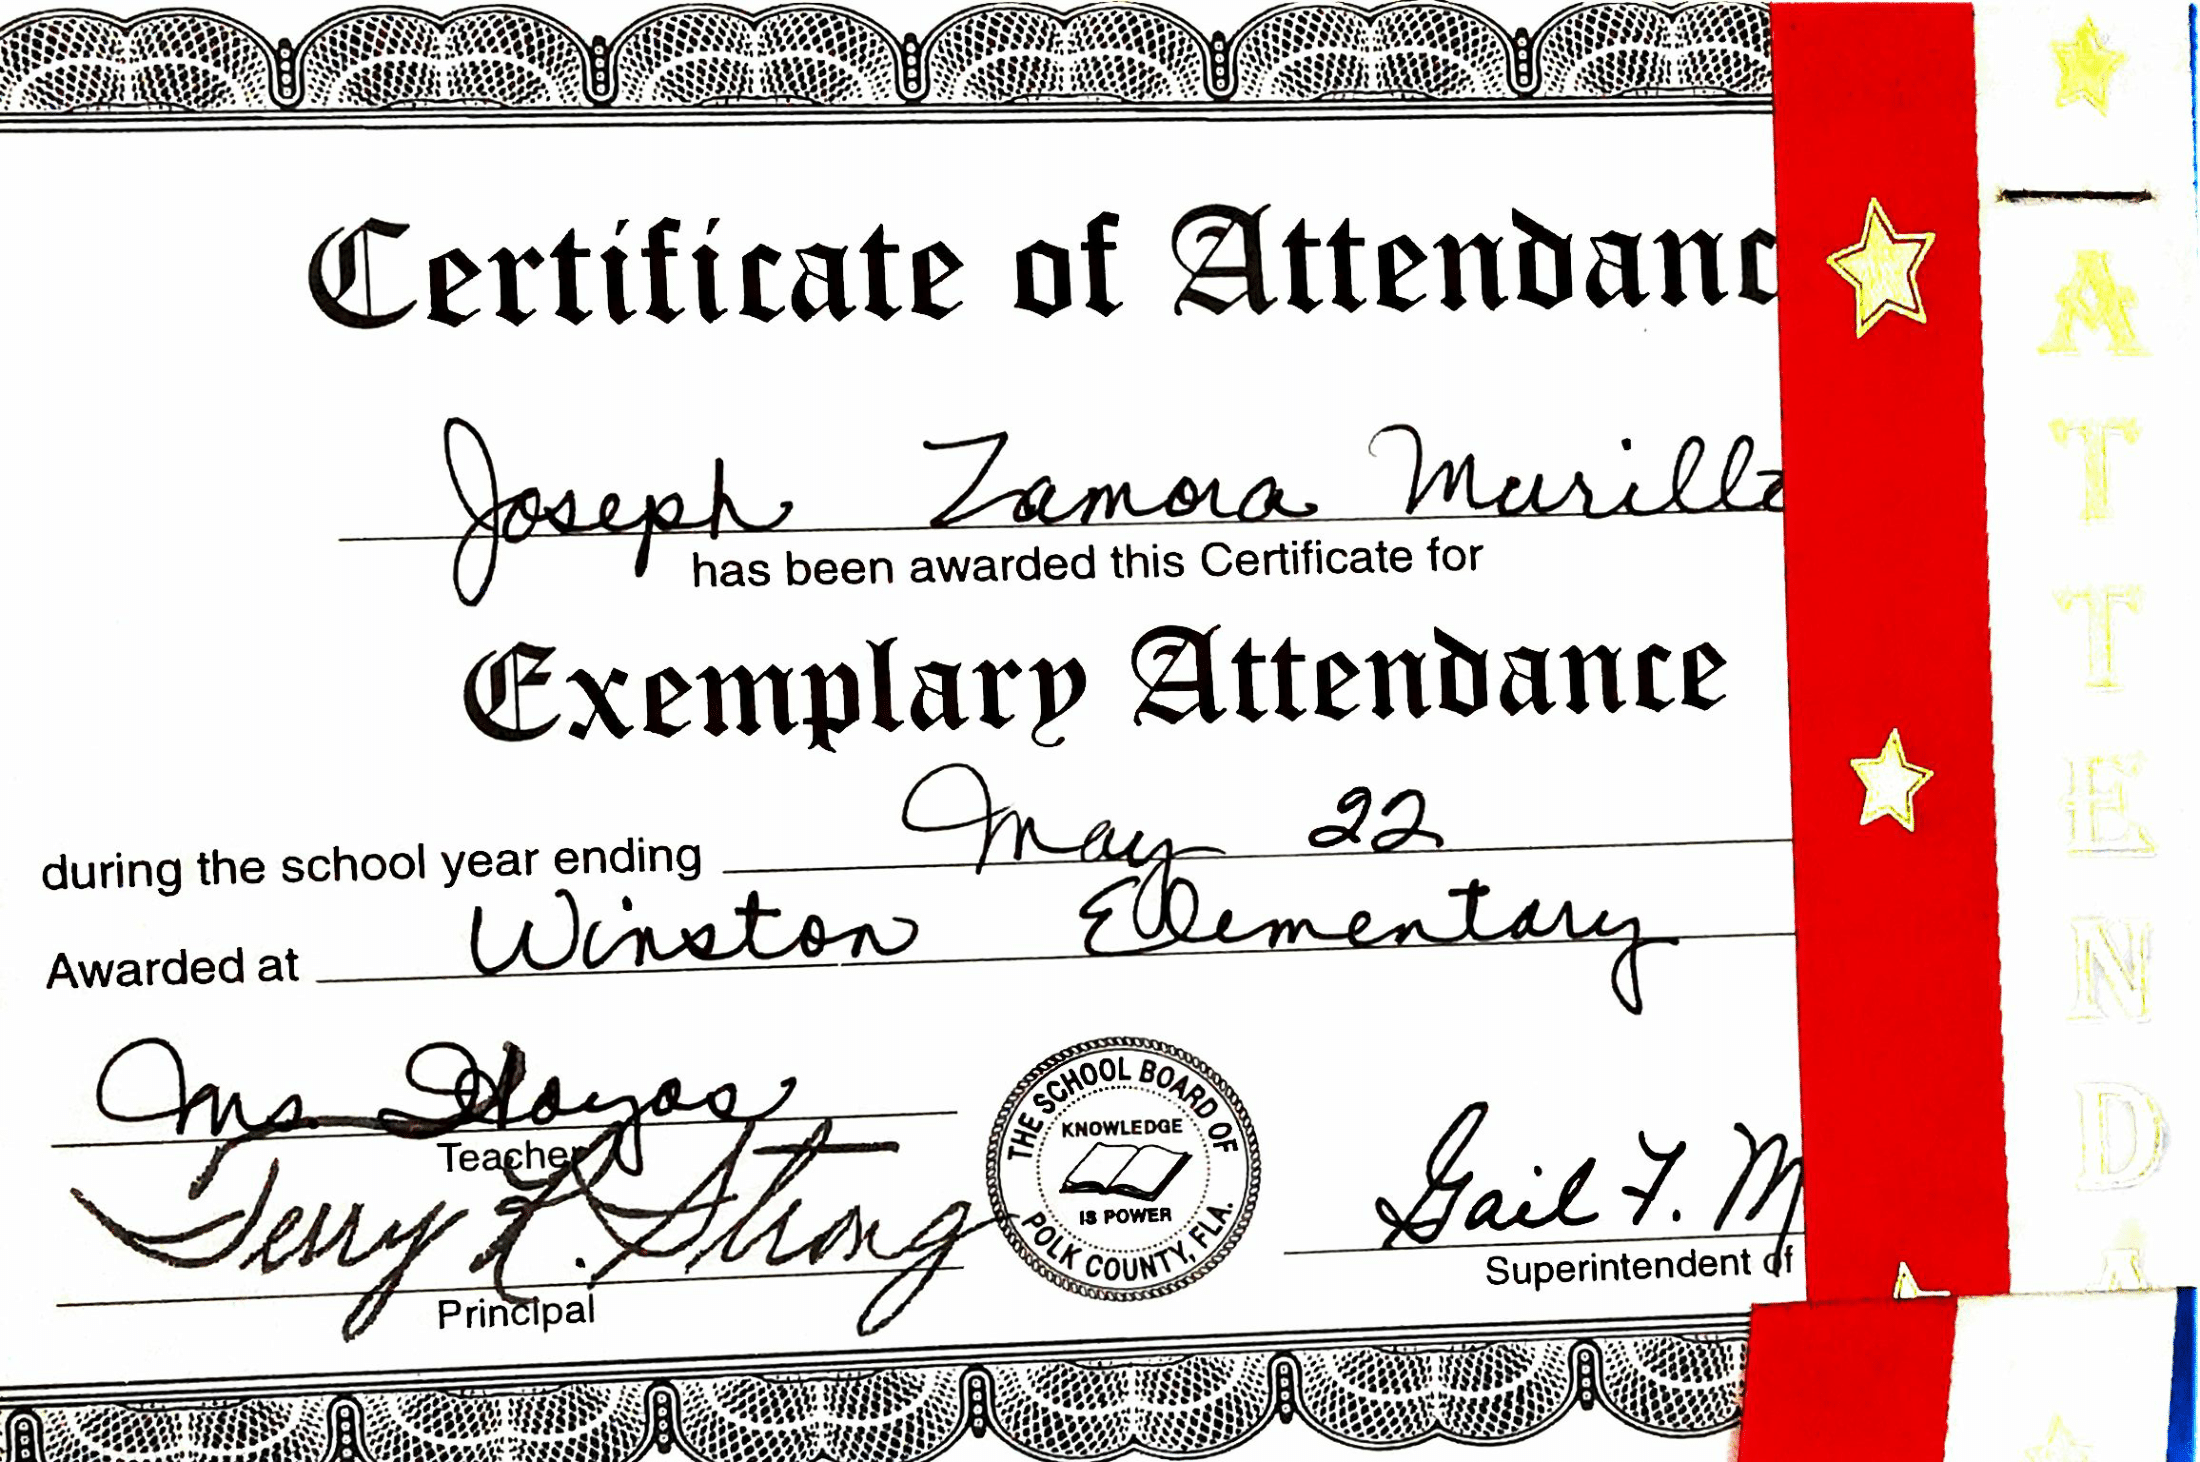 Certificate of Attendanc
Joseph Zamora Murillo
has been awarded this Certificate for
Exemplary Attendance
during the school year ending May 22
Awarded at Winston Elementary
Ms. Hoyos
Teacher
Terry L. Strong
Principal
THE SCHOOL BOARD OF
KNOWLEDGE
IS POWER
POLK COUNTY, FLA.
Gail F. M
Superintendent of
ATTENDA